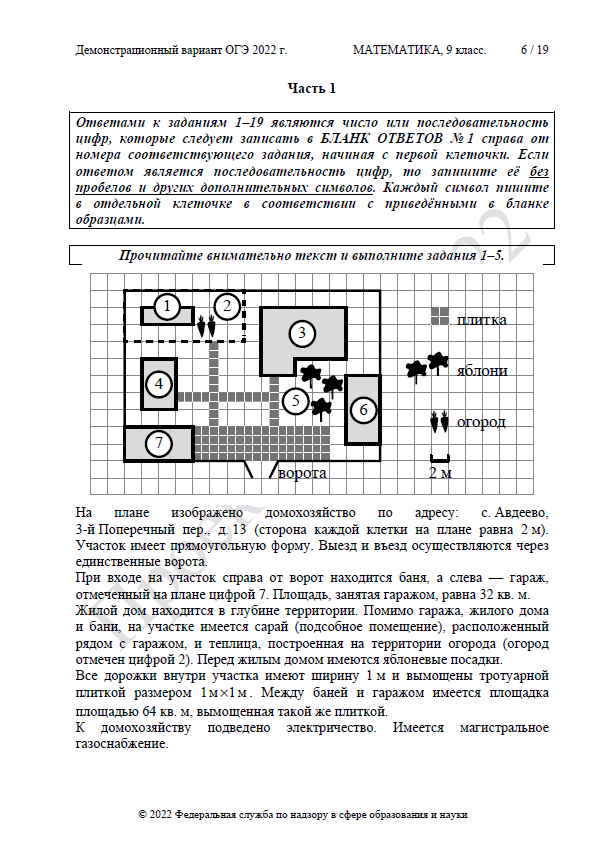 Демонстрационный вариант ОГЭ 2022 г. МАТЕМАТИКА, 9 класс. 6 / 19
Часть 1
Ответами к заданиям 1–19 являются число или последовательность
цифр, которые следует записать в БЛАНК ОТВЕТОВ № 1 справа от
номера соответствующего задания, начиная с первой клеточки. Если
ответом является последовательность цифр, то запишите её без
пробелов и других дополнительных символов. Каждый символ пишите
в отдельной клеточке в соответствии с приведёнными в бланке
образцами.
Прочитайте внимательно текст и выполните задания 1–5.
1
2
3
плитка
4
5
6
яблони
7
огород
ворота
2 м
На плане изображено домохозяйство по адресу: с. Авдеево,
3-й Поперечный пер., д. 13 (сторона каждой клетки на плане равна 2 м).
Участок имеет прямоугольную форму. Выезд и въезд осуществляются через
единственные ворота.
При входе на участок справа от ворот находится баня, а слева — гараж,
отмеченный на плане цифрой 7. Площадь, занятая гаражом, равна 32 кв. м.
Жилой дом находится в глубине территории. Помимо гаража, жилого дома
и бани, на участке имеется сарай (подсобное помещение), расположенный
рядом с гаражом, и теплица, построенная на территории огорода (огород
отмечен цифрой 2). Перед жилым домом имеются яблоневые посадки.
Все дорожки внутри участка имеют ширину 1 м и вымощены тротуарной
плиткой размером 1м×1м. Между баней и гаражом имеется площадка
площадью 64 кв. м, вымощенная такой же плиткой.
К домохозяйству подведено электричество. Имеется магистральное
газоснабжение.
© 2022 Федеральная служба по надзору в сфере образования и науки